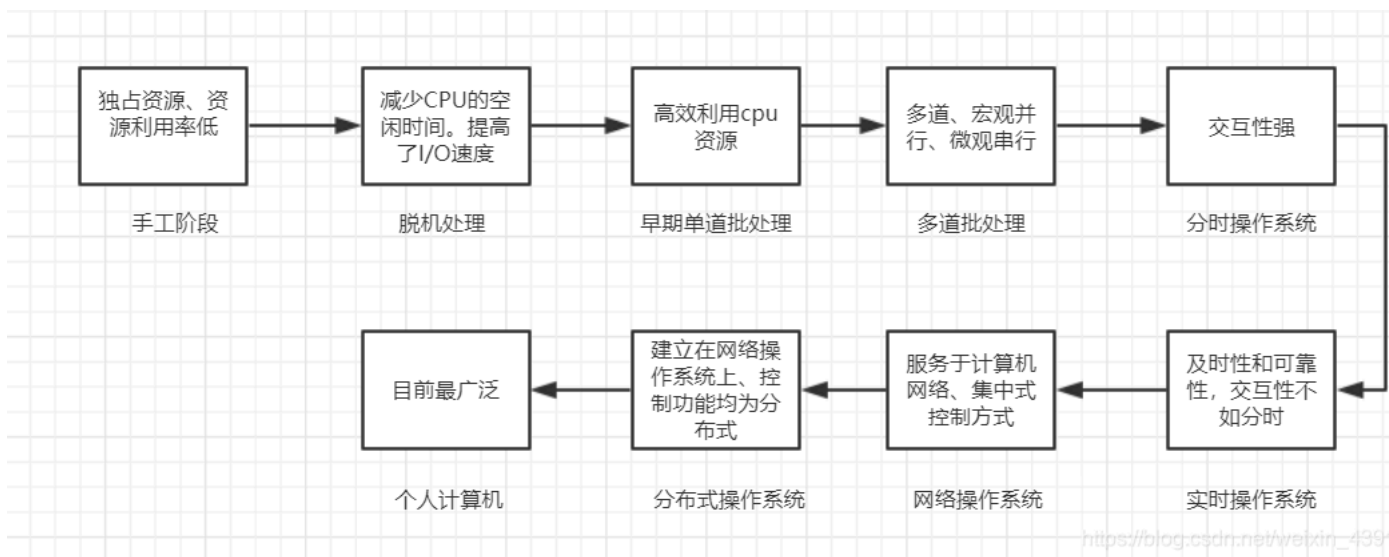 独占资源、资
源利用率低
减少CPU的空
闲时间。提高
了I/O速度
高效利用cpu
资源
多道、宏观并
行、微观串行
交互性强
手工阶段
脱机处理
早期单道批处理
多道批处理
分时操作系统
目前最广泛
建立在网络操
作系统上、控
制功能均为分
布式
服务于计算机
网络、集中式
控制方式
及时性和可靠
性，交互性不
如分时
个人计算机
分布式操作系统
网络操作系统
实时操作系统
https://blog.csdn.net/weixin_439